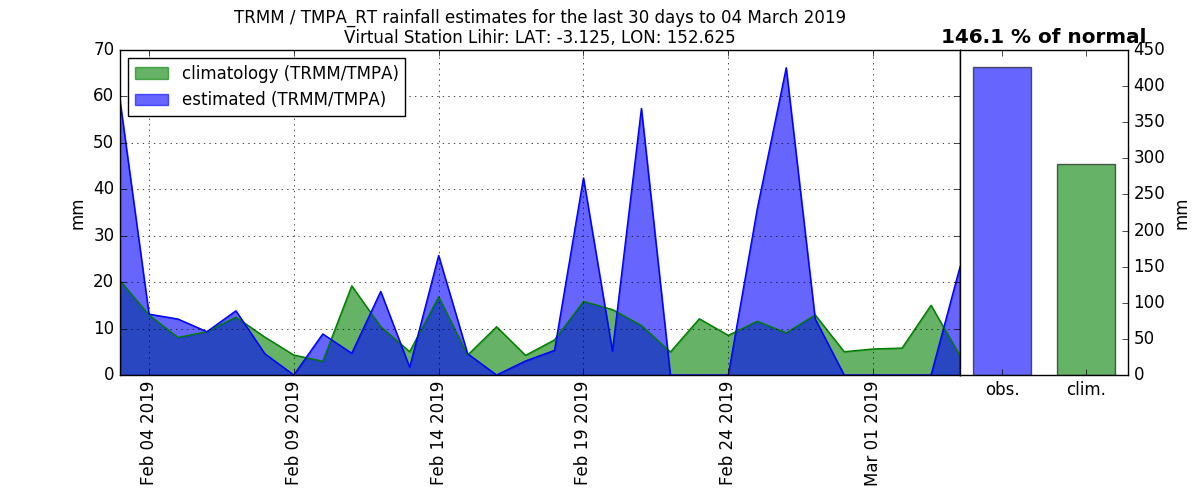 TRMM / TMPA_RT rainfall estimates for the last 30 days to 04 March 2019
Virtual Station Lihir: LAT: -3.125, LON: 152.625
146.1 % of normal
climatology (TRMM/TMPA)
estimated (TRMM/TMPA)
70
60
50
40
30
20
10
0
mm
Feb 04 2019
Feb 09 2019
Feb 14 2019
Feb 19 2019
Feb 24 2019
Mar 01 2019
obs.
clim.
450
400
350
300
250
200
150
100
50
0
mm